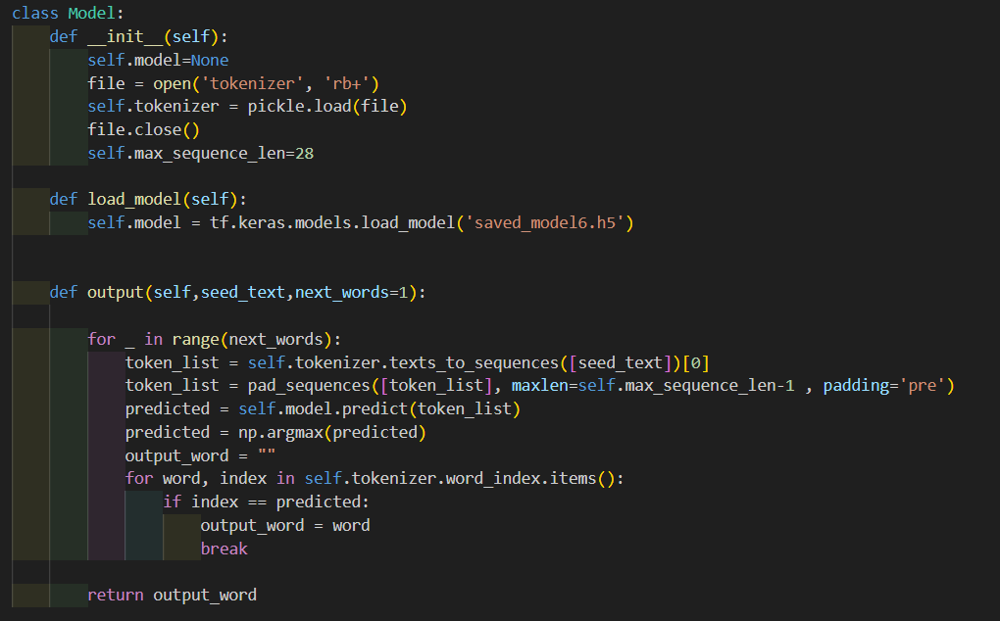 class Model:
    def __init__(self):
        self.model=None
        file = open('tokenizer', 'rb+')
        self.tokenizer = pickle.load(file)
        file.close()
        self.max_sequence_len=28

    def load_model(self):
        self.model = tf.keras.models.load_model('saved_model6.h5')


    def output(self,seed_text,next_words=1):

        for _ in range(next_words):
            token_list = self.tokenizer.texts_to_sequences([seed_text])[0]
            token_list = pad_sequences([token_list], maxlen=self.max_sequence_len-1 , padding='pre')
            predicted = self.model.predict(token_list)
            predicted = np.argmax(predicted)
            output_word = ""
            for word, index in self.tokenizer.word_index.items():
                if index == predicted:
                    output_word = word
                    break

        return output_word